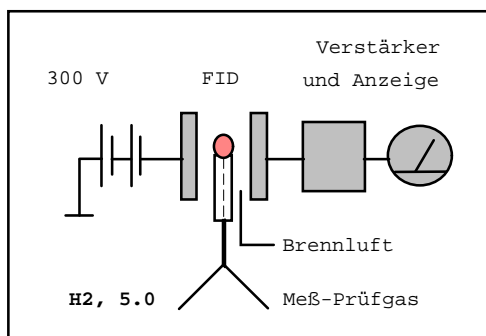 Verstärker
300 V FID und Anzeige
Brennluft
H2, 5.0 Meß-Prüfgas